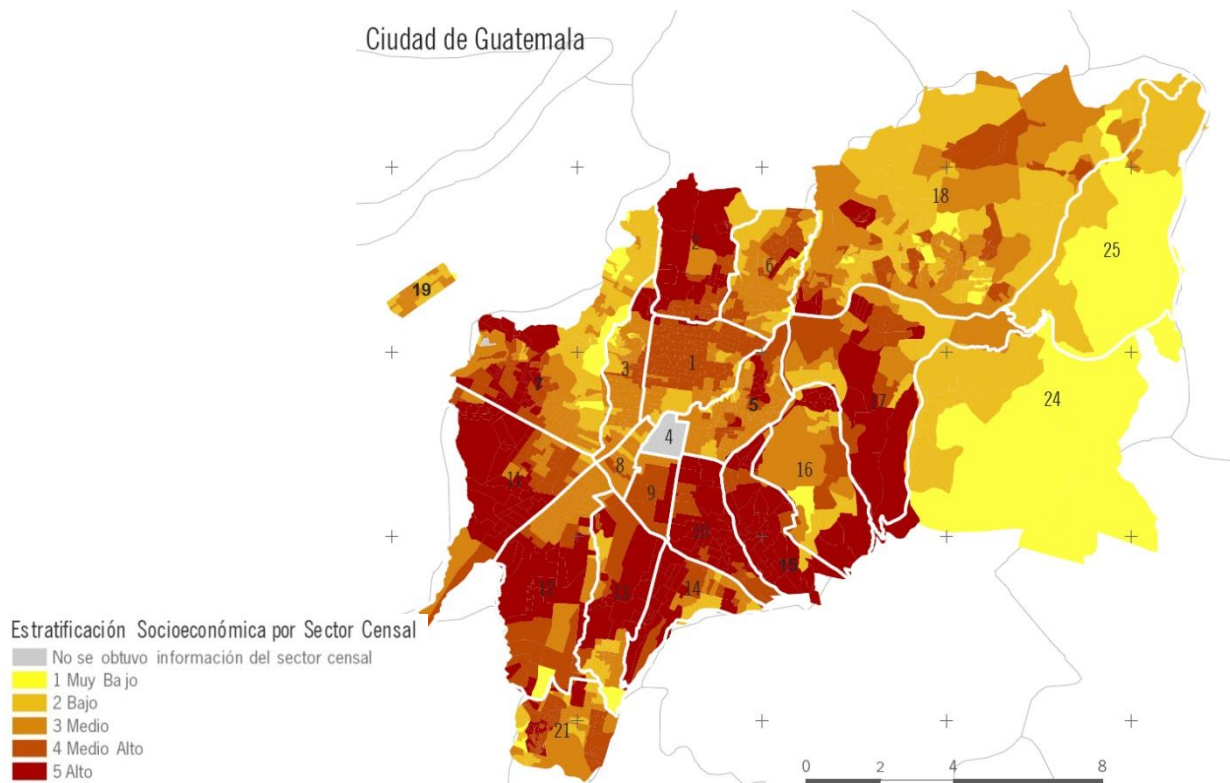 Ciudad de Guatemala
18
2
25
6
19
1
3
7
5
17
24
4
8
16
11
9
10
15
12
13
14
21
Estratificación Socioeconómica por Sector Censal
No se obtuvo información del sector censal
1 Muy Bajo
2 Bajo
3 Medio
4 Medio Alto
5 Alto
0 2 4 8